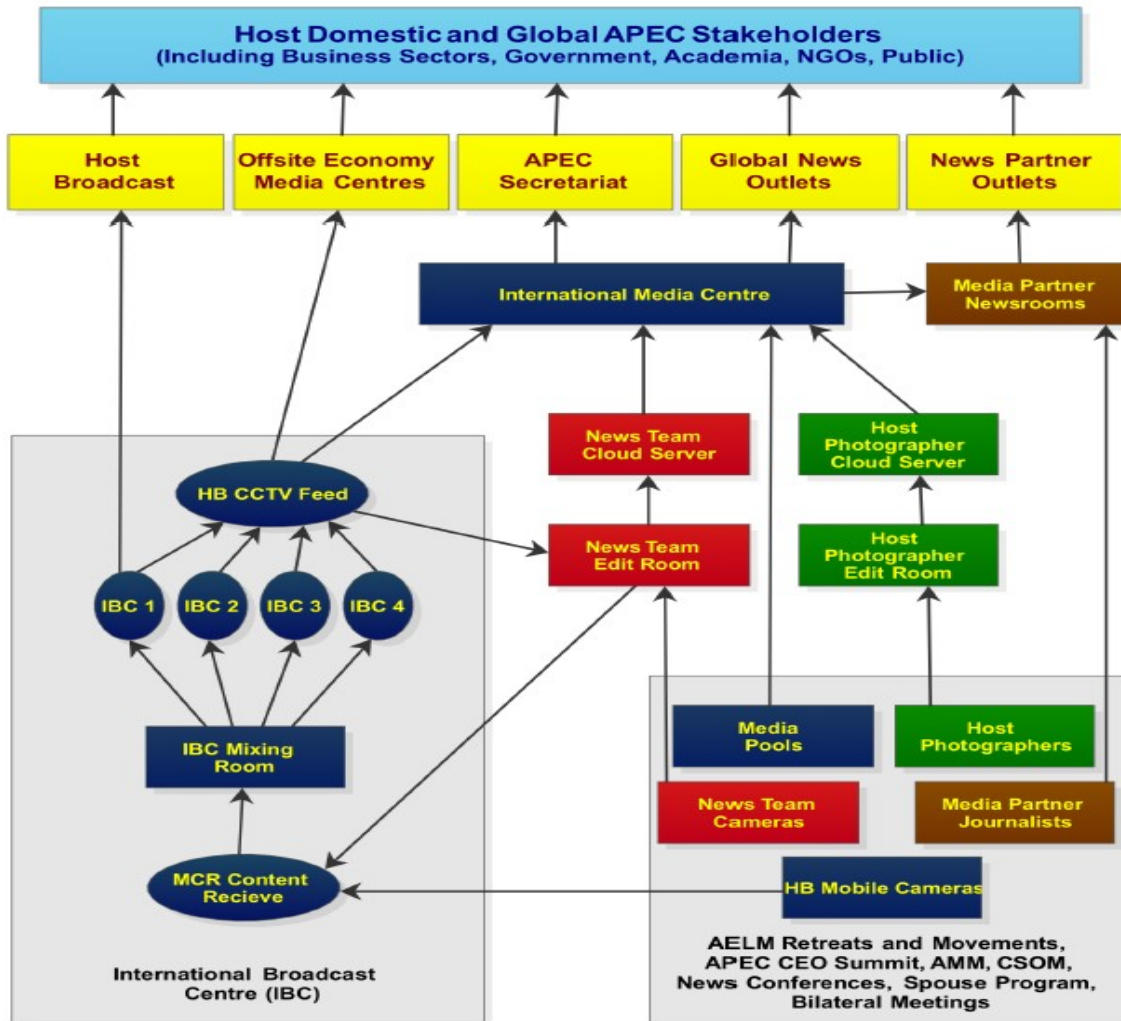 Host Domestic and Global APEC Stakeholders
(Including Business Sectors, Government, Academia, NGOs, Public)
Host
Broadcast
Offsite Economy
Media Centres
APEC
Secretariat
Global News
Outlets
News Partner
Outlets
International Media Centre
Media Partner
Newsrooms
News Team
Cloud Server
Host
Photographer
Cloud Server
HB CCTV Feed
News Team
Edit Room
Host
Photographer
Edit Room
IBC 1
IBC 2
IBC 3
IBC 4
IBC Mixing
Room
Media
Pools
Host
Photographers
News Team
Cameras
Media Partner
Journalists
MCR Content
Recieve
HB Mobile Cameras
International Broadcast
Centre (IBC)
AELM Retreats and Movements,
APEC CEO Summit, AMM, CSOM,
News Conferences, Spouse Program,
Bilateral Meetings